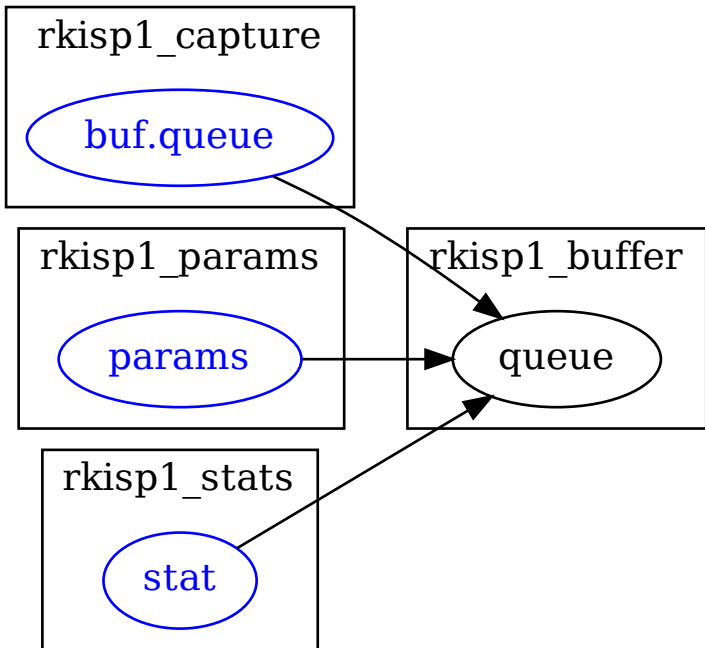 rkisp1_capture
buf.queue
rkisp1_params
params
rkisp1_buffer
queue
rkisp1_stats
stat